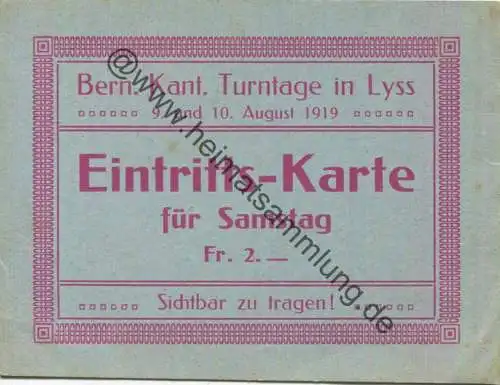 Bern. Kant. Turntage in Lyss
9. und 10. August 1919
Eintritts-Karte
für Samstag
Fr. 2.—
Sichtbar zu tragen!
@www.heimatsammlung.de